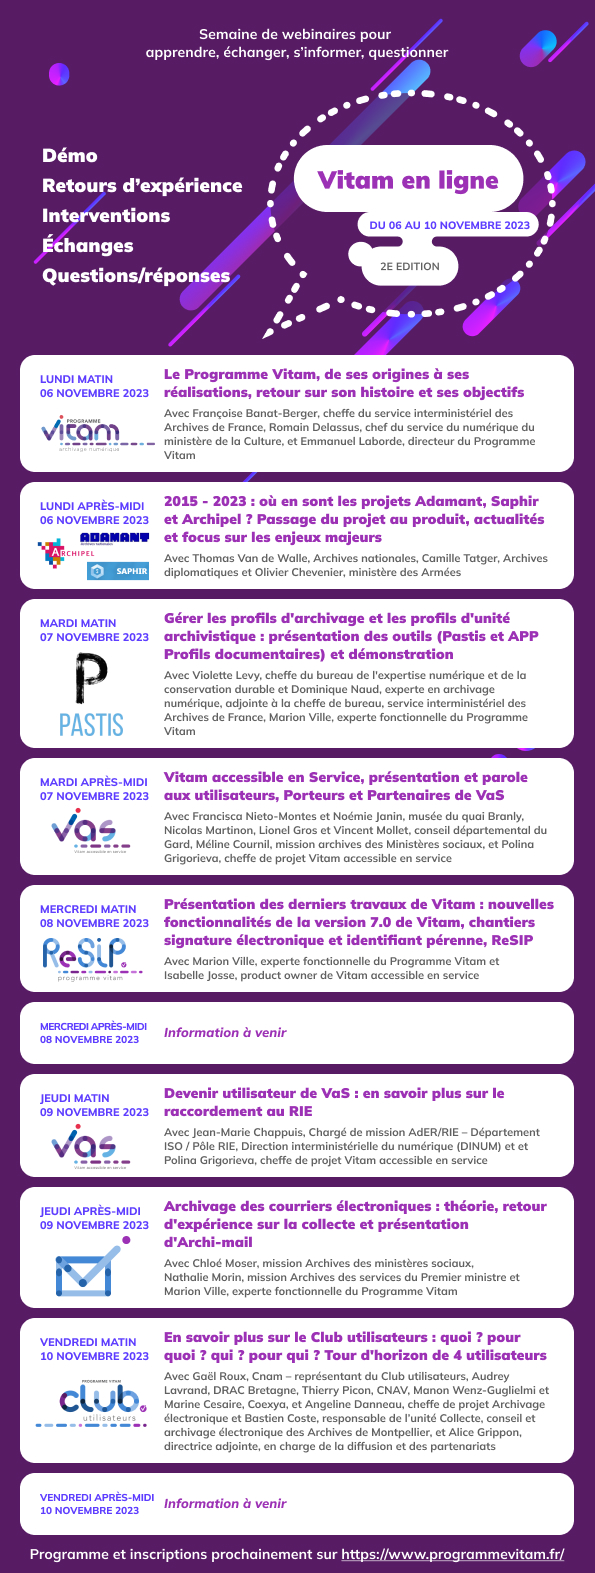 Semaine de webinaires pour
apprendre, échanger, s'informer, questionner
Démo
Retours d'expérience
Interventions
Échanges
Questions/réponses
Vitam en ligne
DU 06 AU 10 NOVEMBRE 2023
2E EDITION
LUNDI MATIN
06 NOVEMBRE 2023
PROGRAMME
vitam
archivage numérique
Le Programme Vitam, de ses origines à ses
réalisations, retour sur son histoire et ses objectifs
Avec Françoise Banat-Berger, cheffe du service interministériel des
Archives de France, Romain Delassus, chef du service du numérique du
ministère de la Culture, et Emmanuel Laborde, directeur du Programme
Vitam
LUNDI APRÈS-MIDI
06 NOVEMBRE 2023
ADAMANT
Archives nationales
ARCHIPEL
SAPHIR
2015 - 2023 : où en sont les projets Adamant, Saphir
et Archipel ? Passage du projet au produit, actualités
et focus sur les enjeux majeurs
Avec Thomas Van de Walle, Archives nationales, Camille Tatger, Archives
diplomatiques et Olivier Chevenier, ministère des Armées
MARDI MATIN
07 NOVEMBRE 2023
P
PASTIS
Gérer les profils d'archivage et les profils d'unité
archivistique : présentation des outils (Pastis et APP
Profils documentaires) et démonstration
Avec Violette Levy, cheffe du bureau de l'expertise numérique et de la
conservation durable et Dominique Naud, experte en archivage
numérique, adjointe à la cheffe de bureau, service interministériel des
Archives de France, Marion Ville, experte fonctionnelle du Programme
Vitam
MARDI APRÈS-MIDI
07 NOVEMBRE 2023
vas
Vitam accessible en service
Vitam accessible en Service, présentation et parole
aux utilisateurs, Porteurs et Partenaires de VaS
Avec Francisca Nieto-Montes et Noémie Janin, musée du quai Branly,
Nicolas Martinon, Lionel Gros et Vincent Mollet, conseil départemental du
Gard, Méline Cournil, mission archives des Ministères sociaux, et Polina
Grigorieva, cheffe de projet Vitam accessible en service
MERCREDI MATIN
08 NOVEMBRE 2023
ReSIP
programme vitam
Présentation des derniers travaux de Vitam : nouvelles
fonctionnalités de la version 7.0 de Vitam, chantiers
signature électronique et identifiant pérenne, ReSIP
Avec Marion Ville, experte fonctionnelle du Programme Vitam et
Isabelle Josse, product owner de Vitam accessible en service
MERCREDI APRÈS-MIDI
08 NOVEMBRE 2023
Information à venir
JEUDI MATIN
09 NOVEMBRE 2023
vas
Vitam accessible en service
Devenir utilisateur de VaS : en savoir plus sur le
raccordement au RIE
Avec Jean-Marie Chappuis, Chargé de mission AdER/RIE – Département
ISO / Pôle RIE, Direction interministérielle du numérique (DINUM) et et
Polina Grigorieva, cheffe de projet Vitam accessible en service
JEUDI APRÈS-MIDI
09 NOVEMBRE 2023
Archivage des courriers électroniques : théorie, retour
d'expérience sur la collecte et présentation
d'Archi-mail
Avec Chloé Moser, mission Archives des ministères sociaux,
Nathalie Morin, mission Archives des services du Premier ministre et
Marion Ville, experte fonctionnelle du Programme Vitam
VENDREDI MATIN
10 NOVEMBRE 2023
PROGRAMME VITAM
club
utilisateurs
En savoir plus sur le Club utilisateurs : quoi ? pour
quoi ? qui ? pour qui ? Tour d'horizon de 4 utilisateurs
Avec Gaël Roux, Cnam – représentant du Club utilisateurs, Audrey
Lavrand, DRAC Bretagne, Thierry Picon, CNAV, Manon Wenz-Guglielmi et
Marine Cesaire, Coexya, et Angeline Danneau, cheffe de projet Archivage
électronique et Bastien Coste, responsable de l'unité Collecte, conseil et
archivage électronique des Archives de Montpellier, et Alice Grippon,
directrice adjointe, en charge de la diffusion et des partenariats
VENDREDI APRÈS-MIDI
10 NOVEMBRE 2023
Information à venir
Programme et inscriptions prochainement sur https://www.programmevitam.fr/